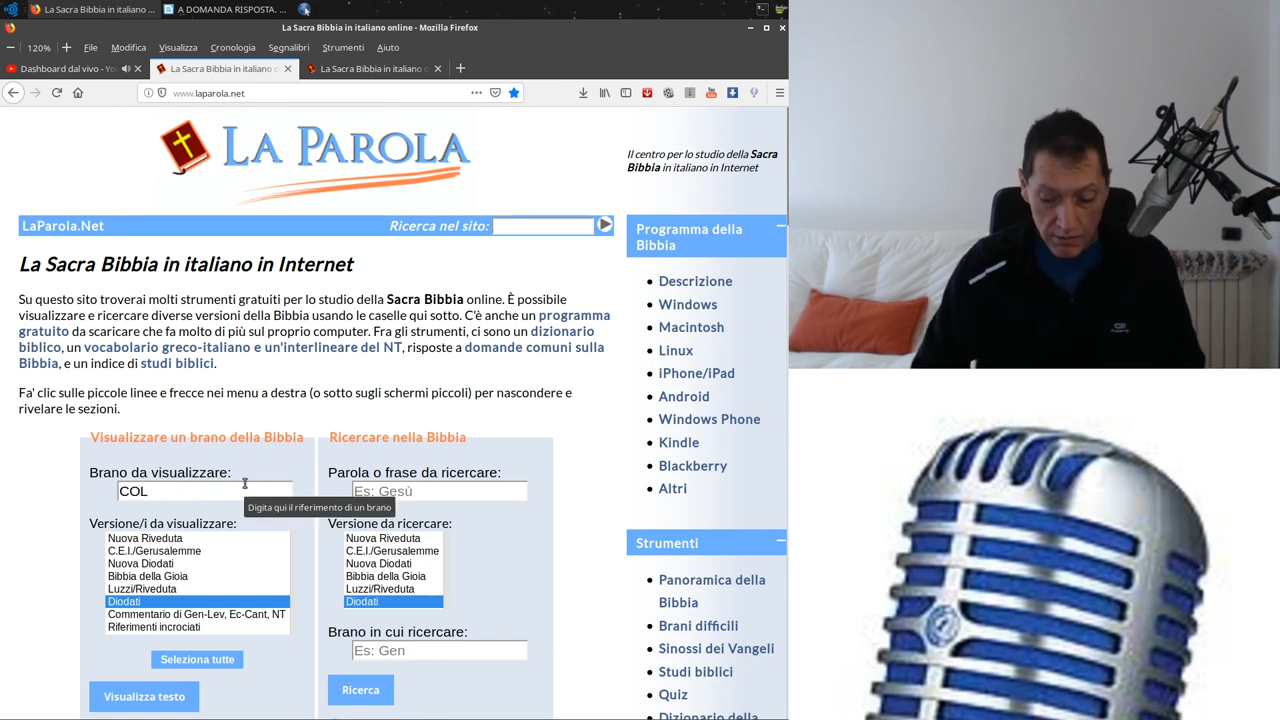 La Sacra Bibbia in italiano ...
A DOMANDA RISPOSTA. ...
La Sacra Bibbia in italiano online - Mozilla Firefox
120%
File Modifica Visualizza Cronologia Segnalibri Strumenti Aiuto
Dashboard dal vivo - Yo
La Sacra Bibbia in italiano o
La Sacra Bibbia in italiano o
www.laparola.net
LA PAROLA
Il centro per lo studio della Sacra
Bibbia in italiano in Internet
LaParola.Net
Ricerca nel sito:
La Sacra Bibbia in italiano in Internet
Su questo sito troverai molti strumenti gratuiti per lo studio della Sacra Bibbia online. È possibile
visualizzare e ricercare diverse versioni della Bibbia usando le caselle qui sotto. C'è anche un programma
gratuito da scaricare che fa molto di più sul proprio computer. Fra gli strumenti, ci sono un dizionario
biblico, un vocabolario greco-italiano e un'interlineare del NT, risposte a domande comuni sulla
Bibbia, e un indice di studi biblici.
Fa' clic sulle piccole linee e frecce nei menu a destra (o sotto sugli schermi piccoli) per nascondere e
rivelare le sezioni.
Visualizzare un brano della Bibbia
Brano da visualizzare:
COL
Digita qui il riferimento di un brano
Versione/i da visualizzare:
Nuova Riveduta
C.E.I./Gerusalemme
Nuova Diodati
Bibbia della Gioia
Luzzi/Riveduta
Diodati
Commentario di Gen-Lev, Ec-Cant, NT
Riferimenti incrociati
Seleziona tutte
Visualizza testo
Ricercare nella Bibbia
Parola o frase da ricercare:
Es: Gesù
Versione da ricercare:
Nuova Riveduta
C.E.I./Gerusalemme
Nuova Diodati
Bibbia della Gioia
Luzzi/Riveduta
Diodati
Brano in cui ricercare:
Es: Gen
Ricerca
Programma della
Bibbia
Descrizione
Windows
Macintosh
Linux
iPhone/iPad
Android
Windows Phone
Kindle
Blackberry
Altri
Strumenti
Panoramica della
Bibbia
Brani difficili
Sinossi dei Vangeli
Studi biblici
Quiz
Dizionario della